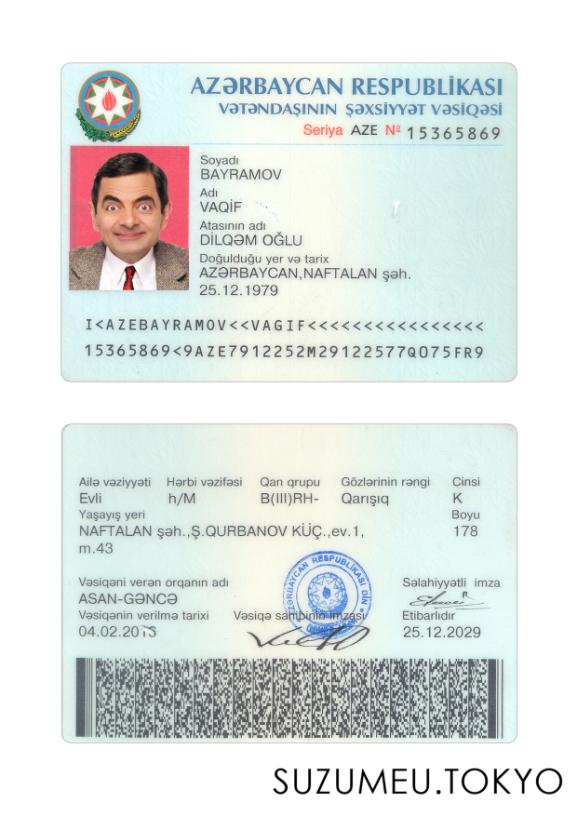 AZƏRBAYCAN RESPUBLİKASI
VƏTƏNDAŞININ ŞƏXSİYYƏT VƏSİQƏSİ
Seriya AZE № 15365869
Soyadı
BAYRAMOV
Adı
VAQİF
Atasının adı
DİLQƏM OĞLU
Doğulduğu yer və tarix
AZƏRBAYCAN,NAFTALAN şəh.
25.12.1979
I<AZEBAYRAMOV<<VAGIF<<<<<<<<<<<<<<<<<
15365869<9AZE7912252M29122577Q075FR9
Ailə vəziyyəti Hərbi vəzifəsi Qan qrupu Gözlərinin rəngi Cinsi
Evli h/M B(III)RH- Qarışıq K
Yaşayış yeri Boyu
NAFTALAN şəh.,Ş.QURBANOV KÜÇ.,ev.1, 178
m.43
AZƏRBAYCAN RESPUBLİKASI DİN
Vəsiqəni verən orqanın adı Səlahiyyətli imza
ASAN-GƏNCƏ
Vəsiqənin verilmə tarixi Vəsiqə sahibinin imzası Etibarlıdır
25.12.2029
SUZUMEU.TOKYO